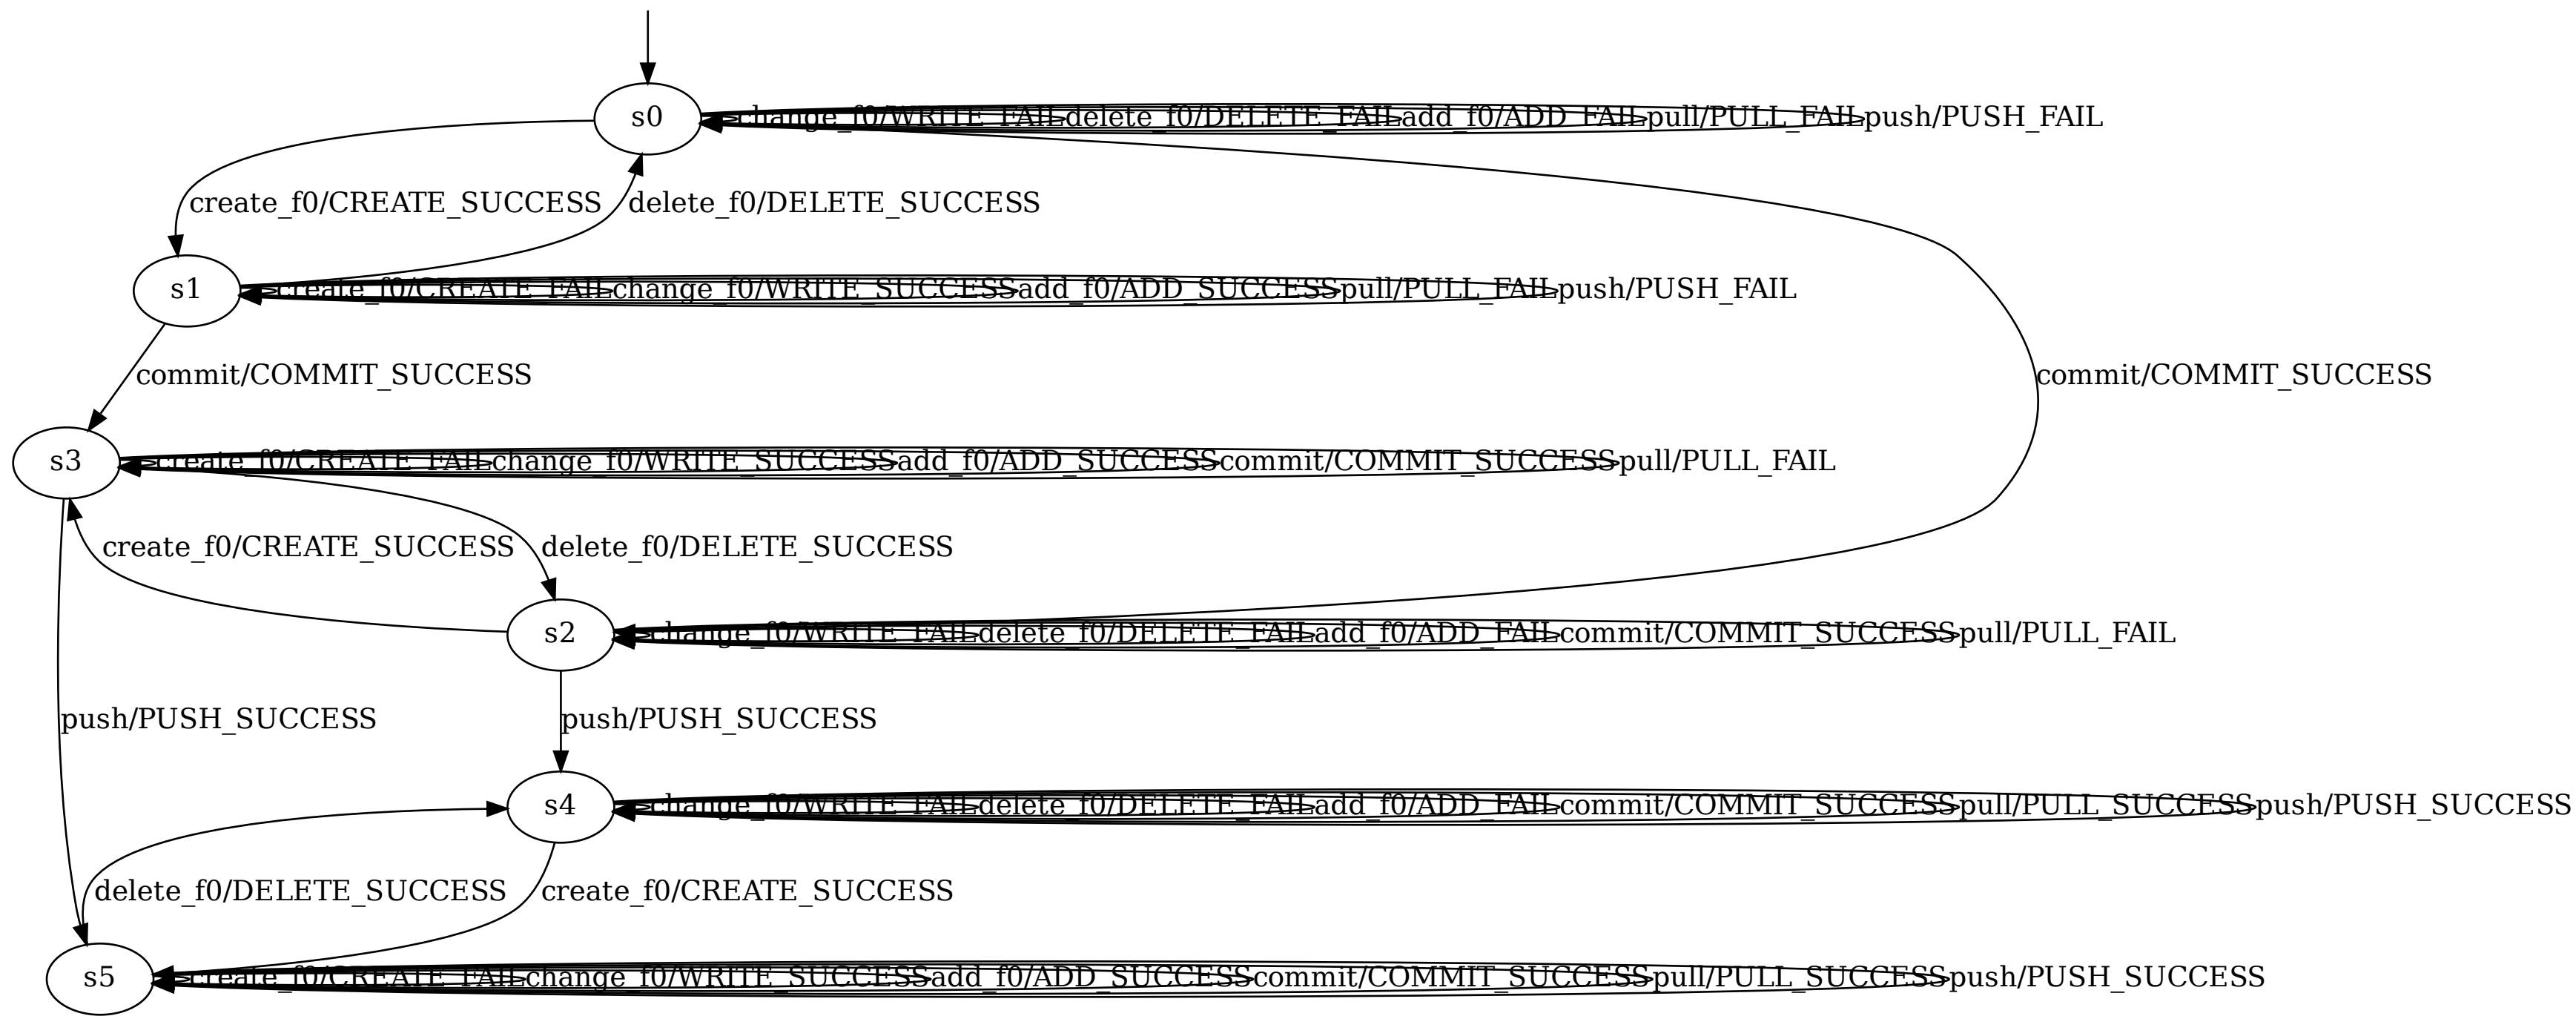 s0
change_f0/WRITE_FAIL
delete_f0/DELETE_FAIL
add_f0/ADD_FAIL
pull/PULL_FAIL
push/PUSH_FAIL
create_f0/CREATE_SUCCESS
delete_f0/DELETE_SUCCESS
s1
create_f0/CREATE_FAIL
change_f0/WRITE_SUCCESS
add_f0/ADD_SUCCESS
pull/PULL_FAIL
push/PUSH_FAIL
commit/COMMIT_SUCCESS
commit/COMMIT_SUCCESS
s3
create_f0/CREATE_FAIL
change_f0/WRITE_SUCCESS
add_f0/ADD_SUCCESS
commit/COMMIT_SUCCESS
pull/PULL_FAIL
create_f0/CREATE_SUCCESS
delete_f0/DELETE_SUCCESS
s2
change_f0/WRITE_FAIL
delete_f0/DELETE_FAIL
add_f0/ADD_FAIL
commit/COMMIT_SUCCESS
pull/PULL_FAIL
push/PUSH_SUCCESS
push/PUSH_SUCCESS
s4
change_f0/WRITE_FAIL
delete_f0/DELETE_FAIL
add_f0/ADD_FAIL
commit/COMMIT_SUCCESS
pull/PULL_SUCCESS
push/PUSH_SUCCESS
delete_f0/DELETE_SUCCESS
create_f0/CREATE_SUCCESS
s5
create_f0/CREATE_FAIL
change_f0/WRITE_SUCCESS
add_f0/ADD_SUCCESS
commit/COMMIT_SUCCESS
pull/PULL_SUCCESS
push/PUSH_SUCCESS